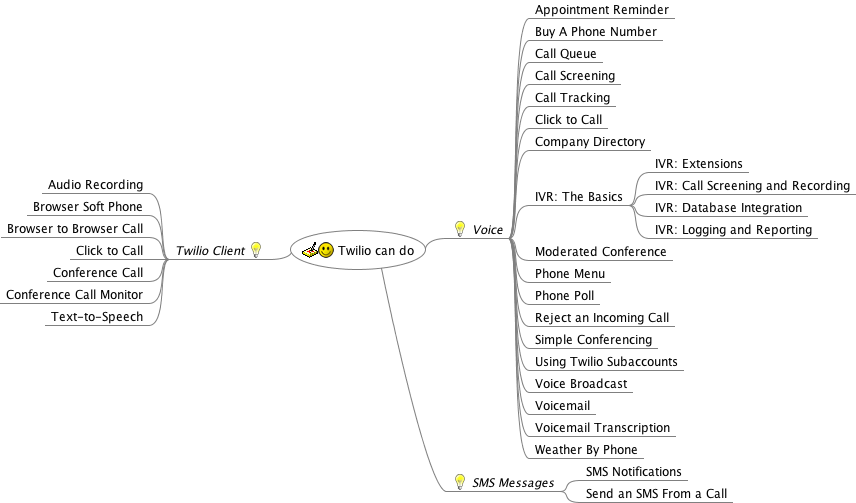 Twilio can do
Twilio Client
Audio Recording
Browser Soft Phone
Browser to Browser Call
Click to Call
Conference Call
Conference Call Monitor
Text-to-Speech
Voice
Appointment Reminder
Buy A Phone Number
Call Queue
Call Screening
Call Tracking
Click to Call
Company Directory
IVR: The Basics
IVR: Extensions
IVR: Call Screening and Recording
IVR: Database Integration
IVR: Logging and Reporting
Moderated Conference
Phone Menu
Phone Poll
Reject an Incoming Call
Simple Conferencing
Using Twilio Subaccounts
Voice Broadcast
Voicemail
Voicemail Transcription
Weather By Phone
SMS Messages
SMS Notifications
Send an SMS From a Call